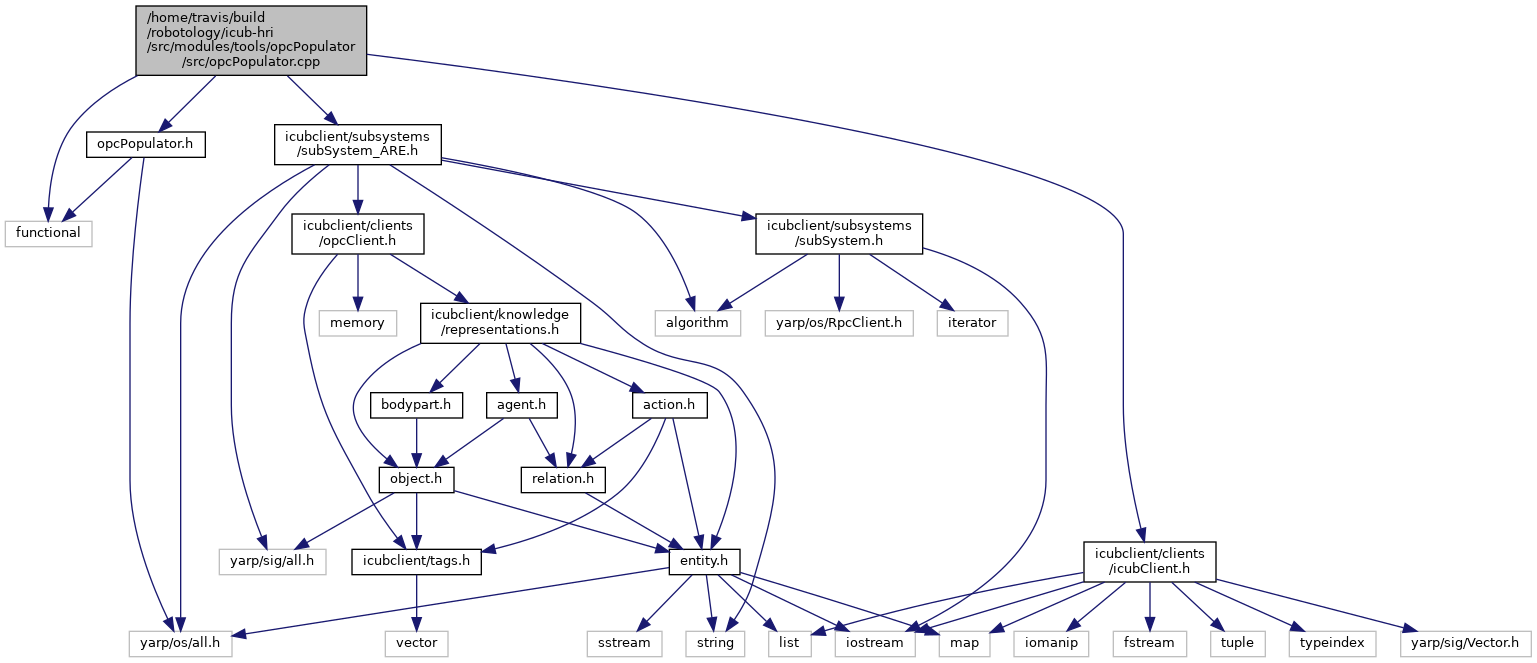 /home/travis/build
/robotology/icub-hri
/src/modules/tools/opcPopulator
/src/opcPopulator.cpp
opcPopulator.h
icubclient/subsystems
/subSystem_ARE.h
functional
icubclient/clients
/opcClient.h
icubclient/subsystems
/subSystem.h
memory
icubclient/knowledge
/representations.h
algorithm
yarp/os/RpcClient.h
iterator
bodypart.h
agent.h
action.h
object.h
relation.h
yarp/sig/all.h
icubclient/tags.h
entity.h
icubclient/clients
/icubClient.h
yarp/os/all.h
vector
sstream
string
list
iostream
map
iomanip
fstream
tuple
typeindex
yarp/sig/Vector.h